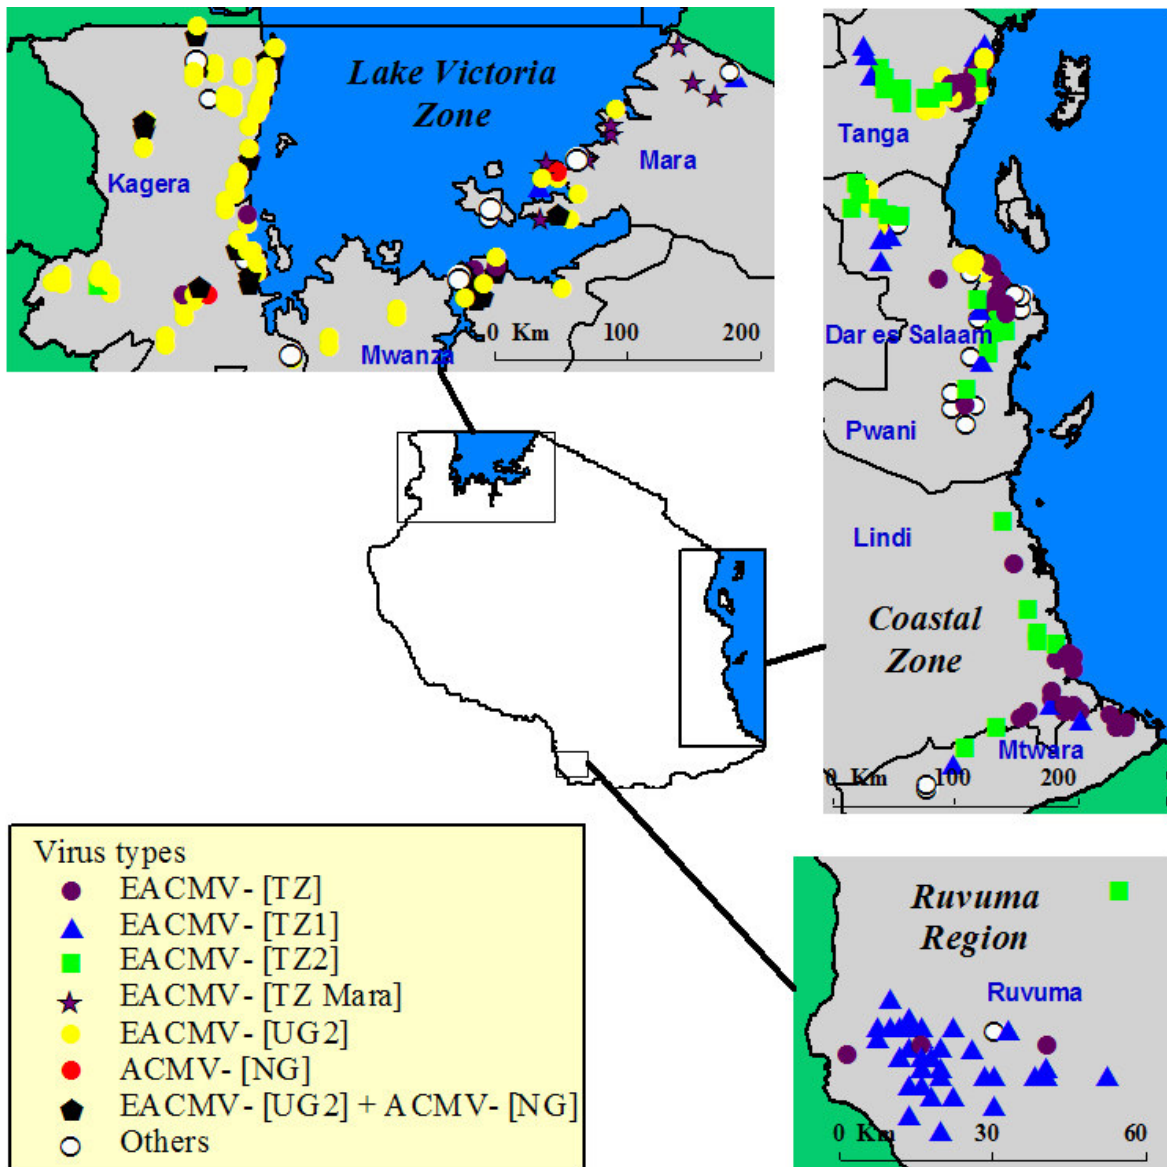 Lake Victoria
Zone
Kagera
Mara
Mwanza
0 Km 100 200
Tanga
Dar es Salaam
Pwani
Lindi
Coastal
Zone
Mtwara
0 Km 100 200
Virus types
EACMV- [TZ]
EACMV- [TZ1]
EACMV- [TZ2]
EACMV- [TZ Mara]
EACMV- [UG2]
ACMV- [NG]
EACMV- [UG2] + ACMV- [NG]
Others
Ruvuma
Region
Ruvuma
0 Km 30 60